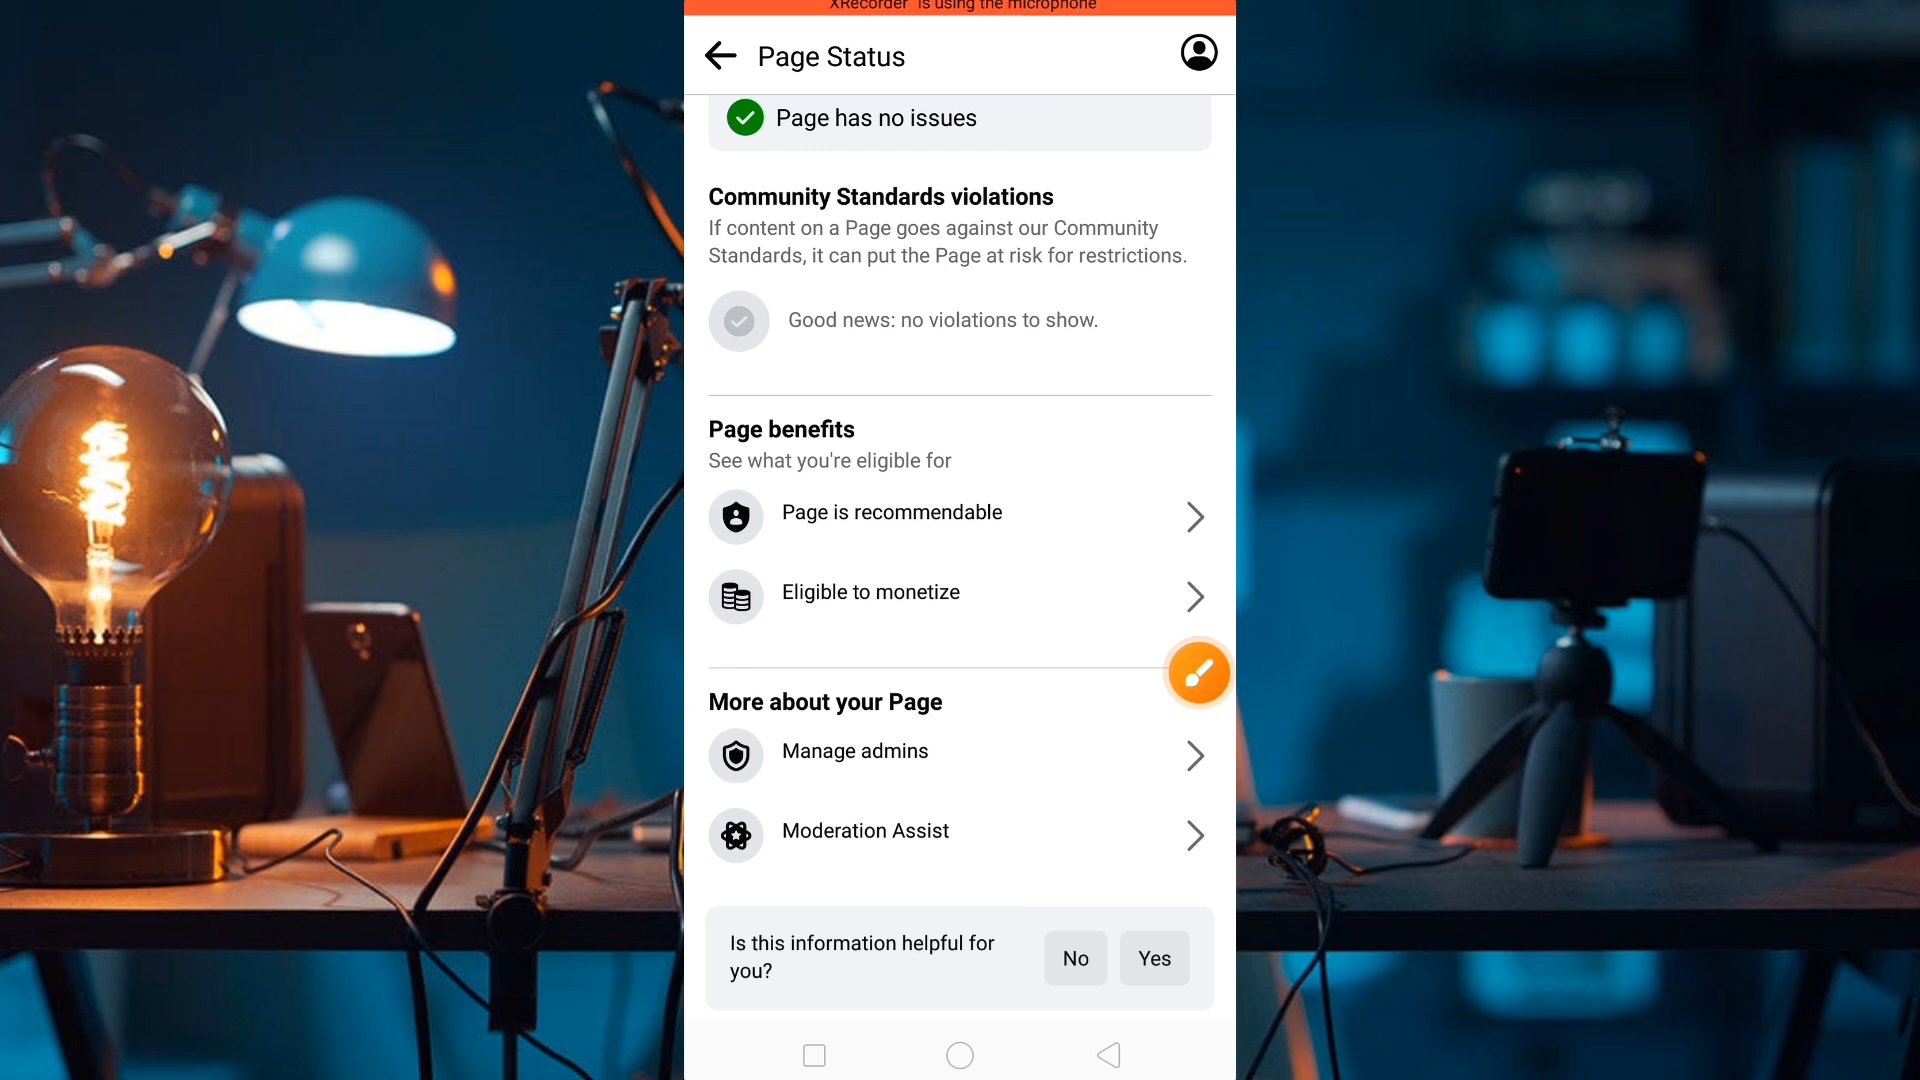 XRecorder" is using the microphone
Page Status
Page has no issues
Community Standards violations
If content on a Page goes against our Community
Standards, it can put the Page at risk for restrictions.
Good news: no violations to show.
Page benefits
See what you're eligible for
Page is recommendable
Eligible to monetize
More about your Page
Manage admins
Moderation Assist
Is this information helpful for
you?
No
Yes